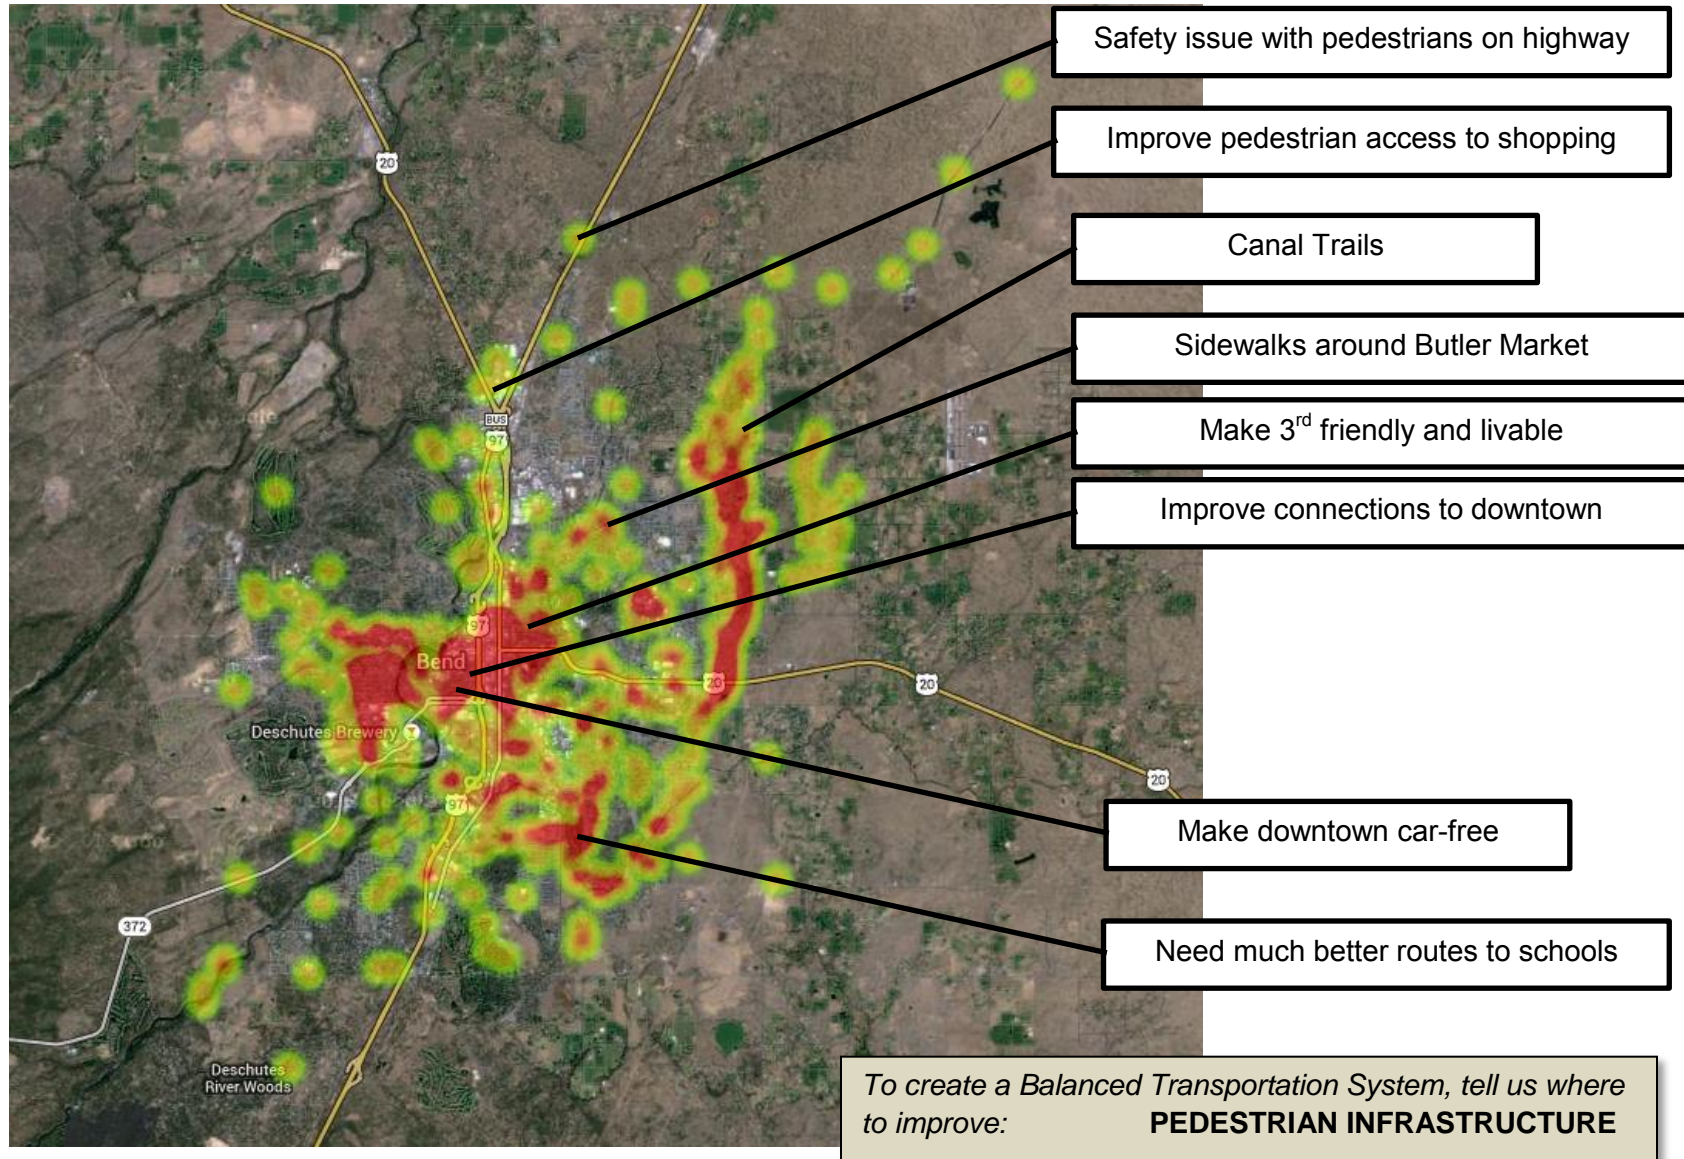 Safety issue with pedestrians on highway
Improve pedestrian access to shopping
20
Canal Trails
Sidewalks around Butler Market
BUS
97
Make 3rd friendly and livable
Improve connections to downtown
97
Bend
20
20
Deschutes Brewery
20
97
Make downtown car-free
372
Need much better routes to schools
Deschutes
River Woods
To create a Balanced Transportation System, tell us where
to improve: PEDESTRIAN INFRASTRUCTURE